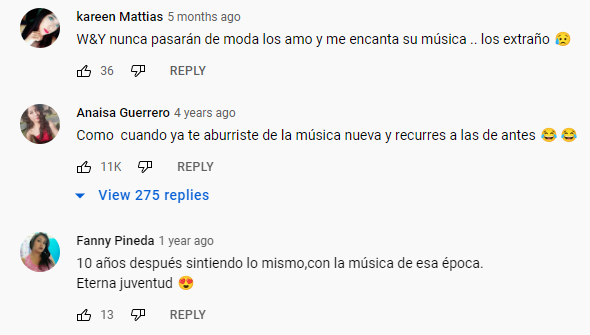 kareen Mattias 5 months ago
W&Y nunca pasarán de moda los amo y me encanta su música .. los extraño 😥
36 REPLY
Anaisa Guerrero 4 years ago
Como cuando ya te aburriste de la música nueva y recurres a las de antes 😂 😂
11K REPLY
View 275 replies
Fanny Pineda 1 year ago
10 años después sintiendo lo mismo,con la música de esa época.
Eterna juventud 😍
13 REPLY